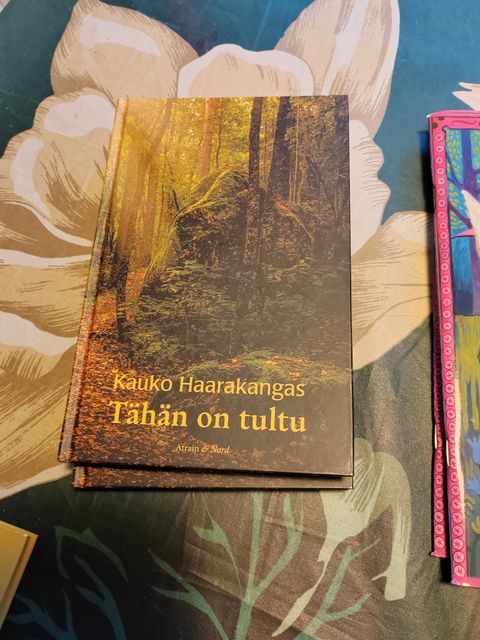 Kauko Haarakangas
Tähän on tultu
Atrain & Nord